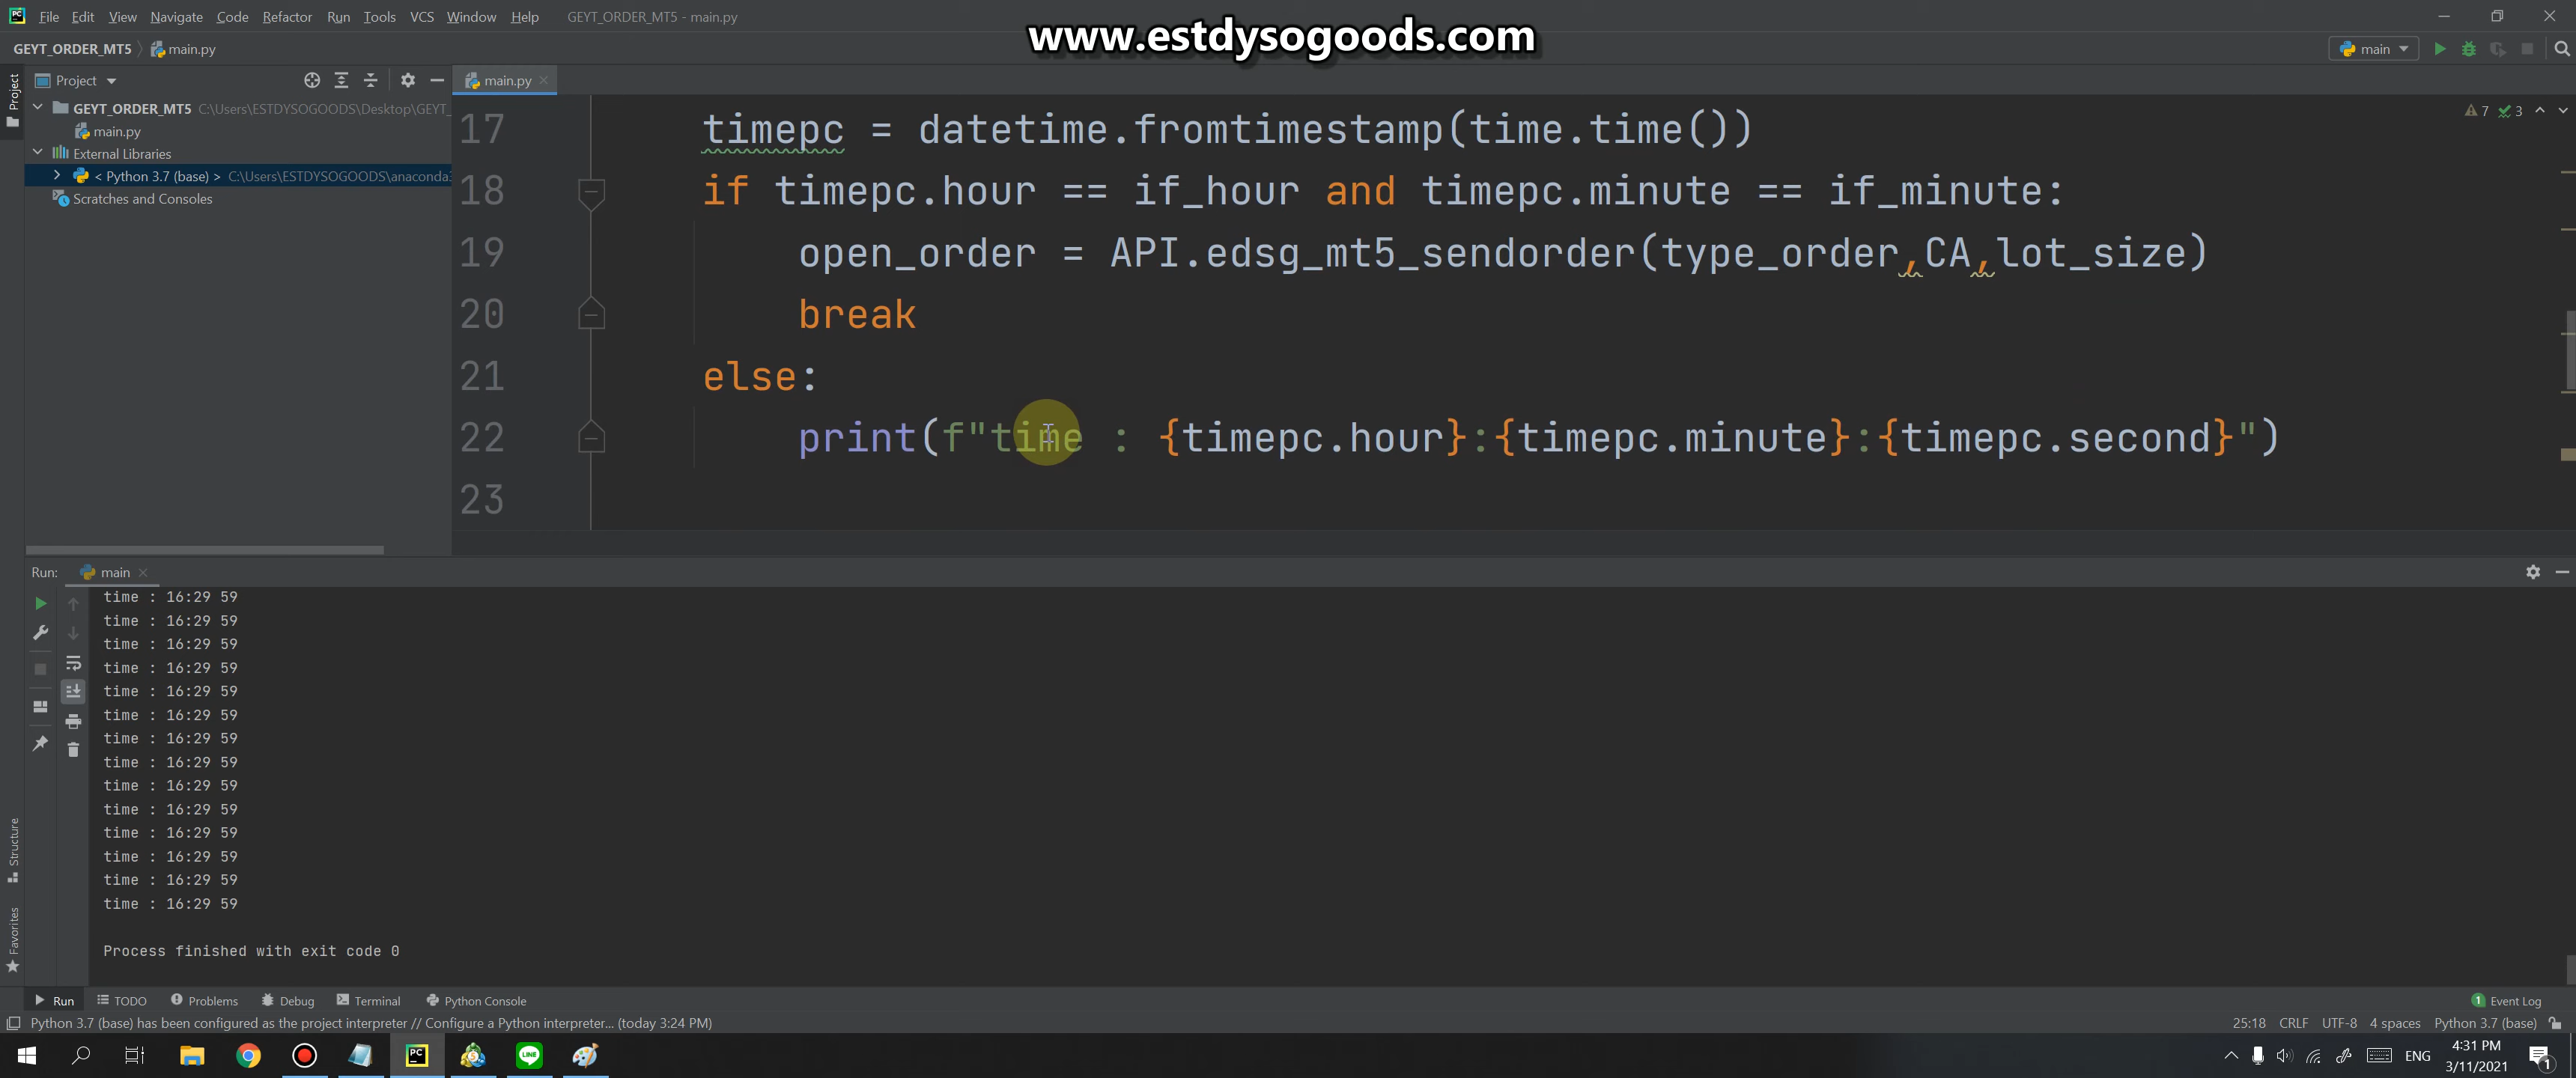 File Edit View Navigate Code Refactor Run Tools VCS Window Help GEYT_ORDER_MT5 - main.py
www.estdysogoods.com
GEYT_ORDER_MT5 main.py
main
Project
Project
main.py
GEYT_ORDER_MT5 C:\Users\ESTDYSOGOODS\Desktop\GEYT_
main.py
External Libraries
< Python 3.7 (base) > C:\Users\ESTDYSOGOODS\anaconda3
Scratches and Consoles
7 3
17 timepc = datetime.fromtimestamp(time.time())
18 if timepc.hour == if_hour and timepc.minute == if_minute:
19 open_order = API.edsg_mt5_sendorder(type_order,CA,lot_size)
20 break
21 else:
22 print(f"time : {timepc.hour}:{timepc.minute}:{timepc.second}")
23
Run: main
time : 16:29 59
time : 16:29 59
time : 16:29 59
time : 16:29 59
time : 16:29 59
time : 16:29 59
time : 16:29 59
time : 16:29 59
time : 16:29 59
time : 16:29 59
time : 16:29 59
time : 16:29 59
time : 16:29 59
time : 16:29 59
Process finished with exit code 0
Structure
Favorites
Run TODO Problems Debug Terminal Python Console
1 Event Log
Python 3.7 (base) has been configured as the project interpreter // Configure a Python interpreter... (today 3:24 PM)
25:18 CRLF UTF-8 4 spaces Python 3.7 (base)
LINE
ENG
4:31 PM
3/11/2021
1